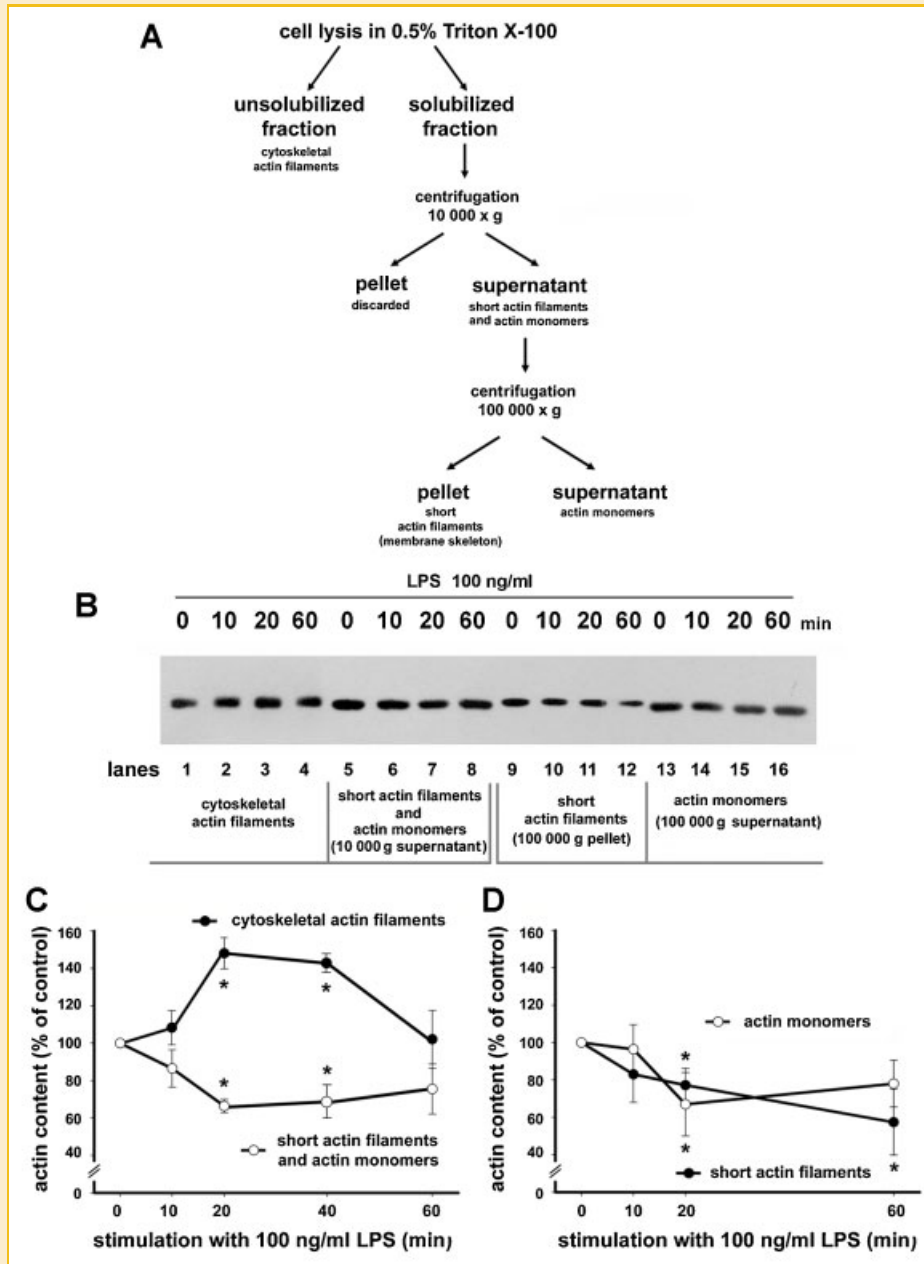 A
cell lysis in 0.5% Triton X-100
unsolubilized
fraction
cytoskeletal
actin filaments
solubilized
fraction
centrifugation
10 000 x g
pellet
discarded
supernatant
short actin filaments
and actin monomers
centrifugation
100 000 x g
pellet
short
actin filaments
(membrane skeleton)
supernatant
actin monomers
B
LPS 100 ng/ml
0 10 20 60 0 10 20 60 0 10 20 60 0 10 20 60 min
lanes 1 2 3 4 5 6 7 8 9 10 11 12 13 14 15 16
cytoskeletal
actin filaments
short actin filaments
and
actin monomers
(10 000 g supernatant)
short
actin filaments
(100 000 g pellet)
actin monomers
(100 000 g supernatant)
C
cytoskeletal actin filaments
actin content (% of control)
160
140
120
100
80
60
40
0
* *
* *
short actin filaments
and actin monomers
0 10 20 40 60
stimulation with 100 ng/ml LPS (min)
D
actin content (% of control)
160
140
120
100
80
60
40
0
actin monomers
*
* *
short actin filaments
0 10 20 60
stimulation with 100 ng/ml LPS (min)